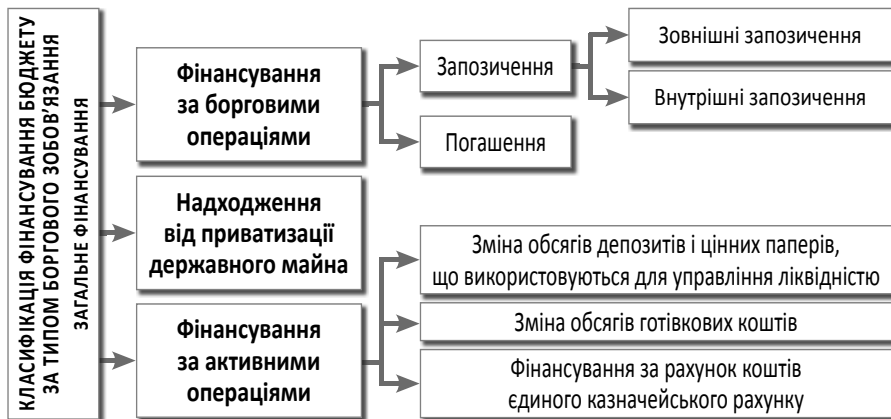 КЛАСИФІКАЦІЯ ФІНАНСУВАННЯ БЮДЖЕТУ
ЗА ТИПОМ БОРГОВОГО ЗОБОВ’ЯЗАННЯ
ЗАГАЛЬНЕ ФІНАНСУВАННЯ
Фінансування
за борговими
операціями
Запозичення
Зовнішні запозичення
Внутрішні запозичення
Погашення
Надходження
від приватизації
державного майна
Фінансування
за активними
операціями
Зміна обсягів депозитів і цінних паперів,
що використовуються для управління ліквідністю
Зміна обсягів готівкових коштів
Фінансування за рахунок коштів
єдиного казначейського рахунку